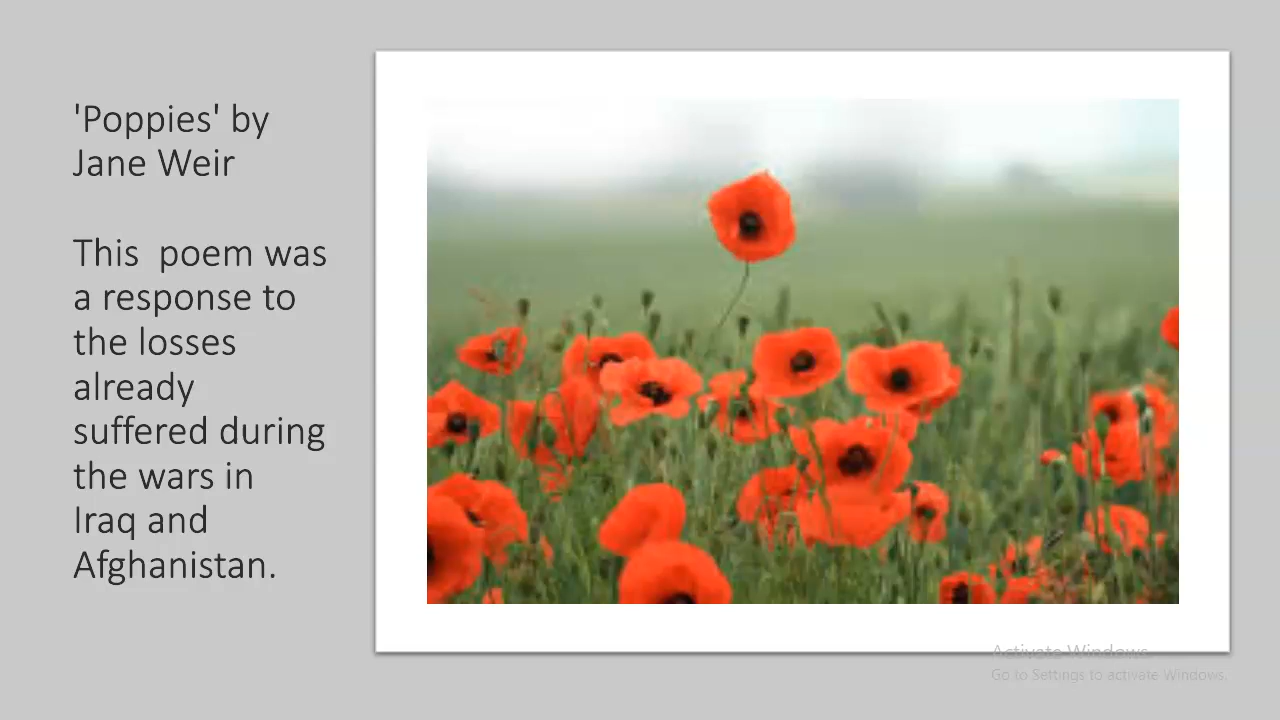 'Poppies' by
Jane Weir
This  poem was
a response to
the losses
already
suffered during
the wars in
Iraq and
Afghanistan.
Activate Windows
Go to Settings to activate Windows.